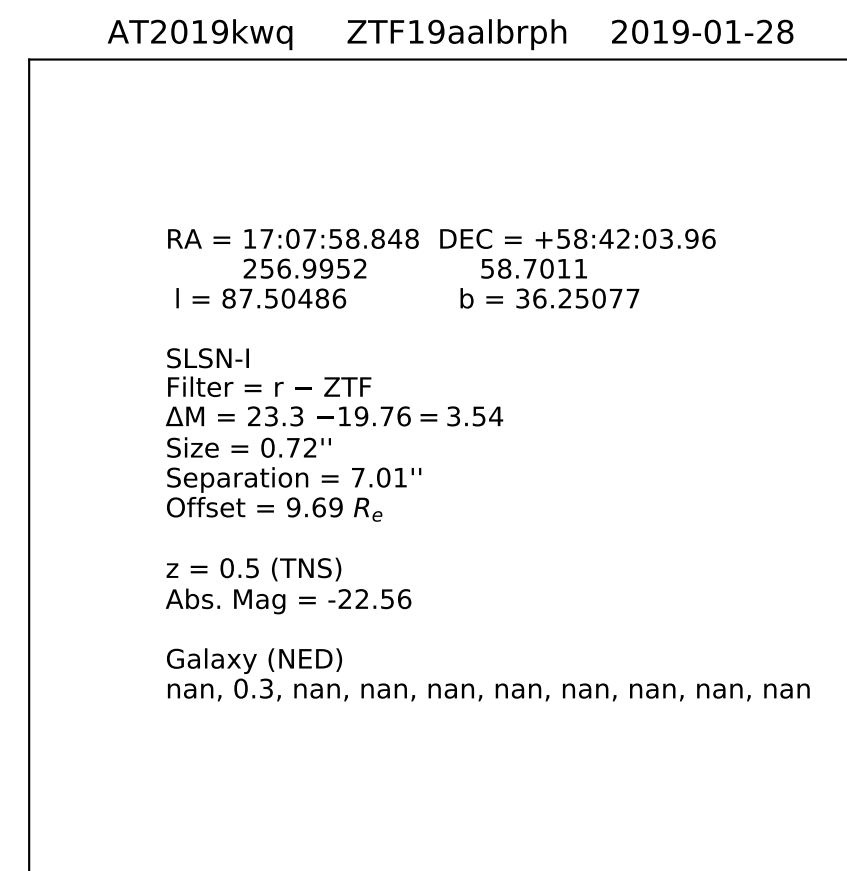 AT2019kwq ZTF19aalbrph 2019-01-28
RA = 17:07:58.848 DEC = +58:42:03.96
256.9952 58.7011
l = 87.50486 b = 36.25077
SLSN-I
Filter = r − ZTF
ΔM = 23.3 −19.76 = 3.54
Size = 0.72''
Separation = 7.01''
Offset = 9.69 Rₑ
z = 0.5 (TNS)
Abs. Mag = -22.56
Galaxy (NED)
nan, 0.3, nan, nan, nan, nan, nan, nan, nan, nan